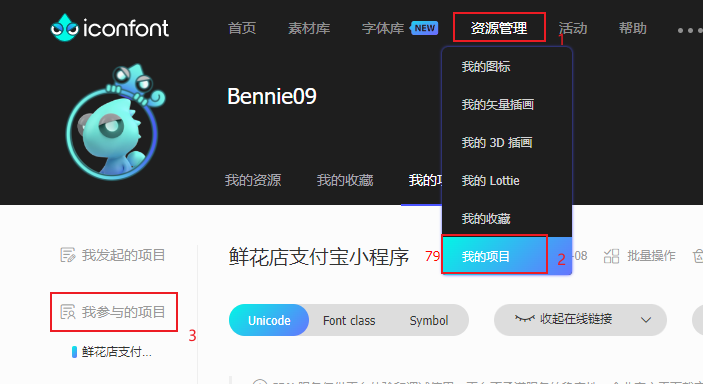 iconfont 首页 素材库 字体库 NEW 资源管理 活动 帮助
1
我的图标
Bennie09
我的矢量插画
我的 3D 插画
我的资源 我的收藏 我的项 我的 Lottie
我的收藏
我的项目 2
我发起的项目
鲜花店支付宝小程序 79 -08 批量操作
我参与的项目
3
Unicode Font class Symbol 收起在线链接
鲜花店支付...